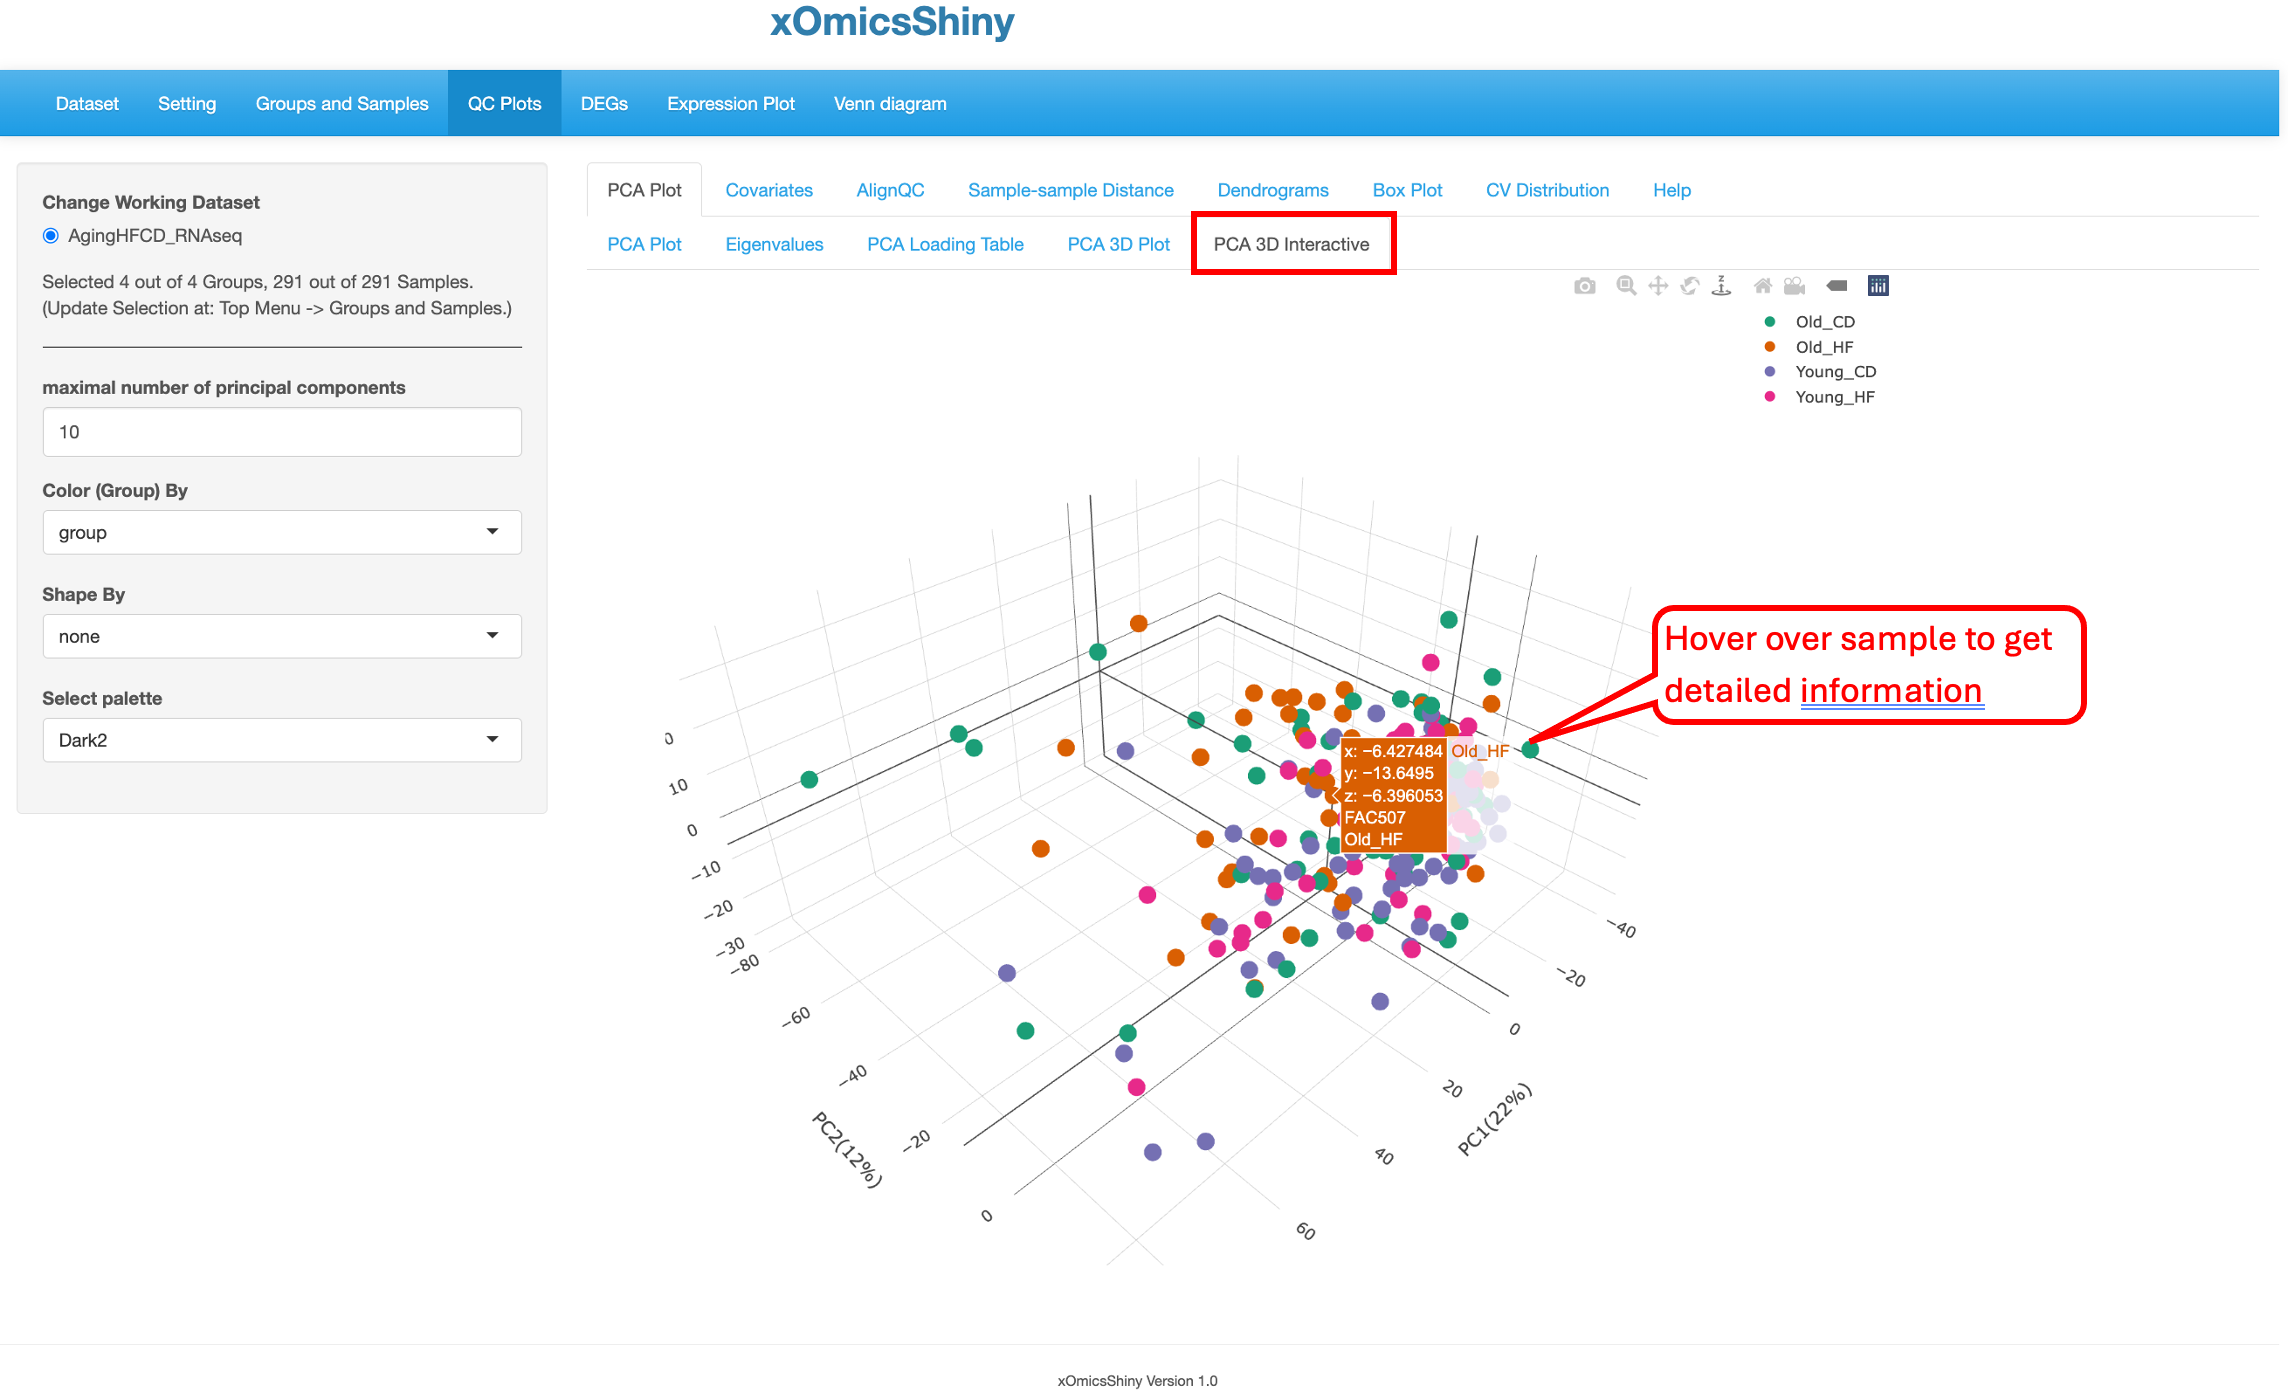 xOmicsShiny
Dataset Setting Groups and Samples QC Plots DEGs Expression Plot Venn diagram
Change Working Dataset
AgingHFCD_RNAseq
Selected 4 out of 4 Groups, 291 out of 291 Samples.
(Update Selection at: Top Menu -> Groups and Samples.)
maximal number of principal components
10
Color (Group) By
group
Shape By
none
Select palette
Dark2
PCA Plot Covariates AlignQC Sample-sample Distance Dendrograms Box Plot CV Distribution Help
PCA Plot Eigenvalues PCA Loading Table PCA 3D Plot PCA 3D Interactive
z
Old_CD
Old_HF
Young_CD
Young_HF
Hover over sample to get
detailed information
x: −6.427484 Old_HF
y: −13.6495
z: −6.396053
FAC507
Old_HF
0
10
0
−10
−20
−30
−80
−60
−40
−20
0
PC2(12%)
−40
−20
0
20
40
60
PC1(22%)
xOmicsShiny Version 1.0